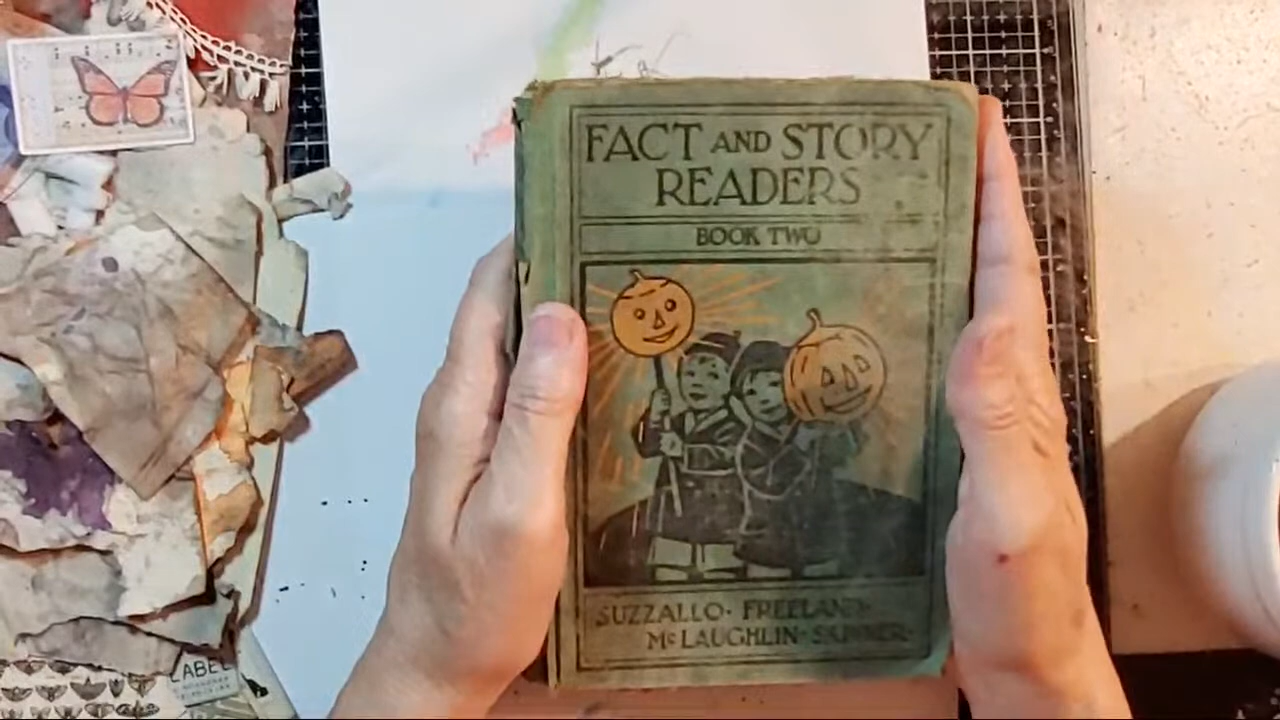 FACT AND STORY
READERS
BOOK TWO
SUZZALLO· FREELAND·
McLAUGHLIN· SKINNER·
LABEL